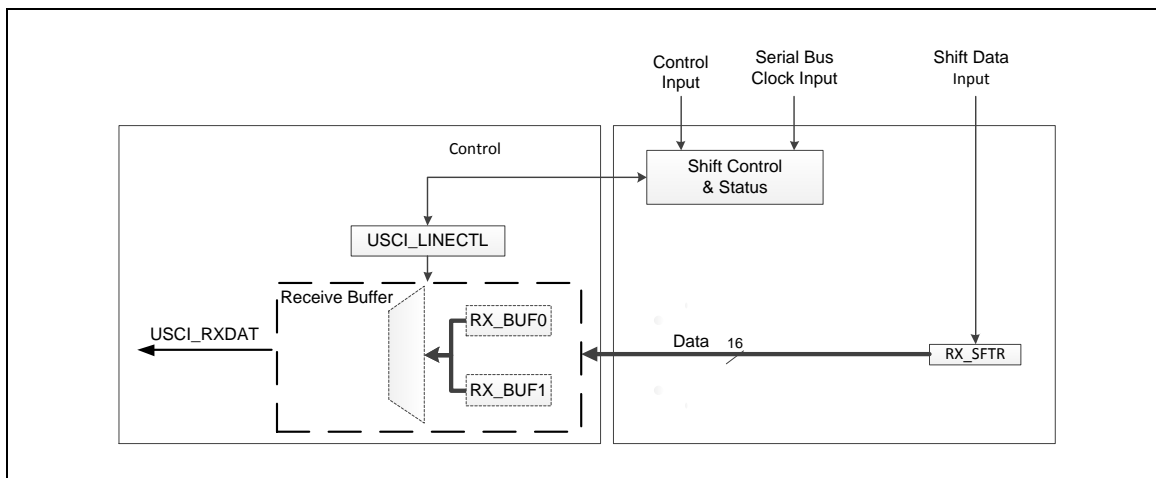 Control
Input
Serial Bus
Clock Input
Shift Data
Input
Control
Shift Control
& Status
USCI_LINECTL
Receive Buffer
RX_BUF0
USCI_RXDAT
Data
16
RX_SFTR
RX_BUF1